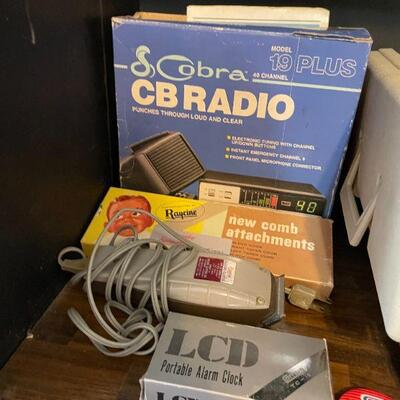 Cobra
MODEL
19 PLUS
40 CHANNEL
CB RADIO
PUNCHES THROUGH LOUD AND CLEAR
ELECTRONIC TUNING WITH CHANNEL
UP/DOWN BUTTONS
INSTANT EMERGENCY CHANNEL 9
FRONT PANEL MICROPHONE CONNECTOR
40
Raycine
new comb
attachments
LCD
Portable Alarm Clock
LCD